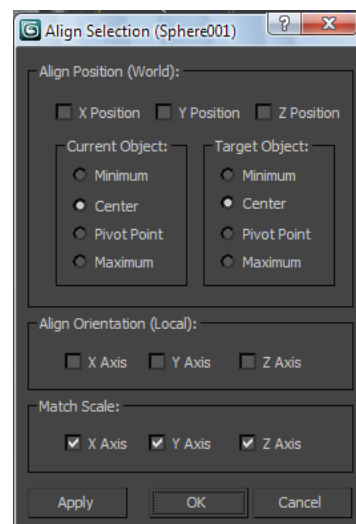 Align Selection (Sphere001)
Align Position (World):
X Position Y Position Z Position
Current Object: Target Object:
Minimum Minimum
Center Center
Pivot Point Pivot Point
Maximum Maximum
Align Orientation (Local):
X Axis Y Axis Z Axis
Match Scale:
X Axis Y Axis Z Axis
Apply OK Cancel